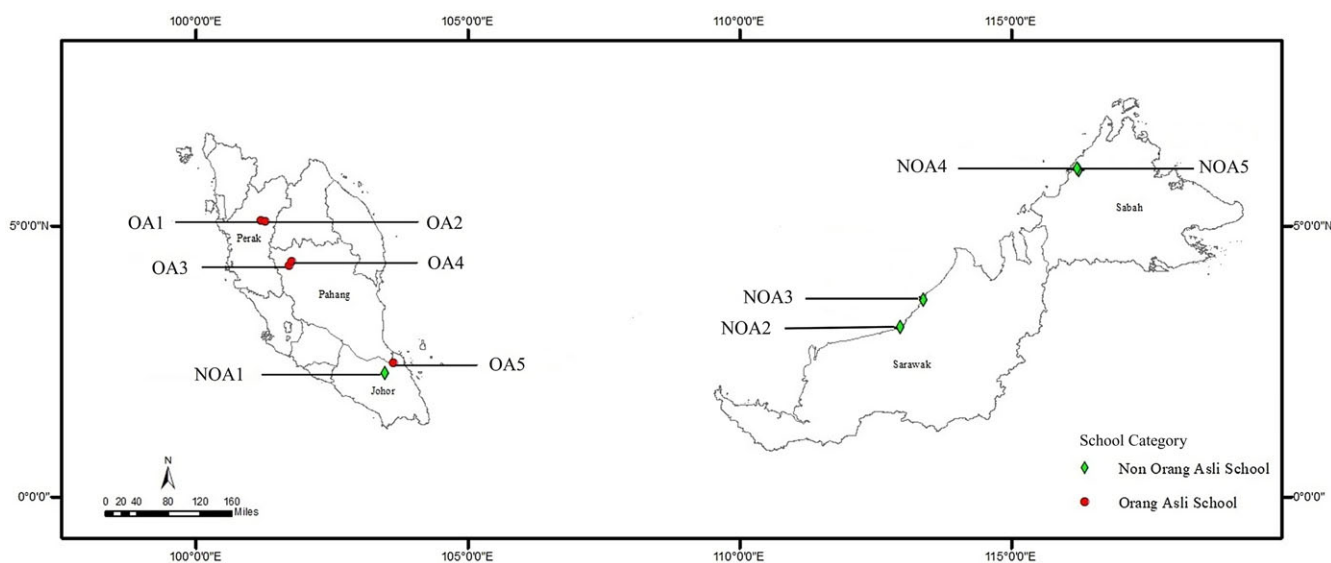 100°0'0"E 105°0'0"E 110°0'0"E 115°0'0"E
NOA4 NOA5
Sabah
OA1 OA2
5°0'0"N 5°0'0"N
Perak
OA3 OA4
Pahang
NOA3
NOA2
OA5
NOA1
Sarawak
Johor
School Category
N
Non Orang Asli School
0 20 40 80 120 160
Miles
Orang Asli School
0°0'0" 0°0'0"
100°0'0"E 105°0'0"E 110°0'0"E 115°0'0"E